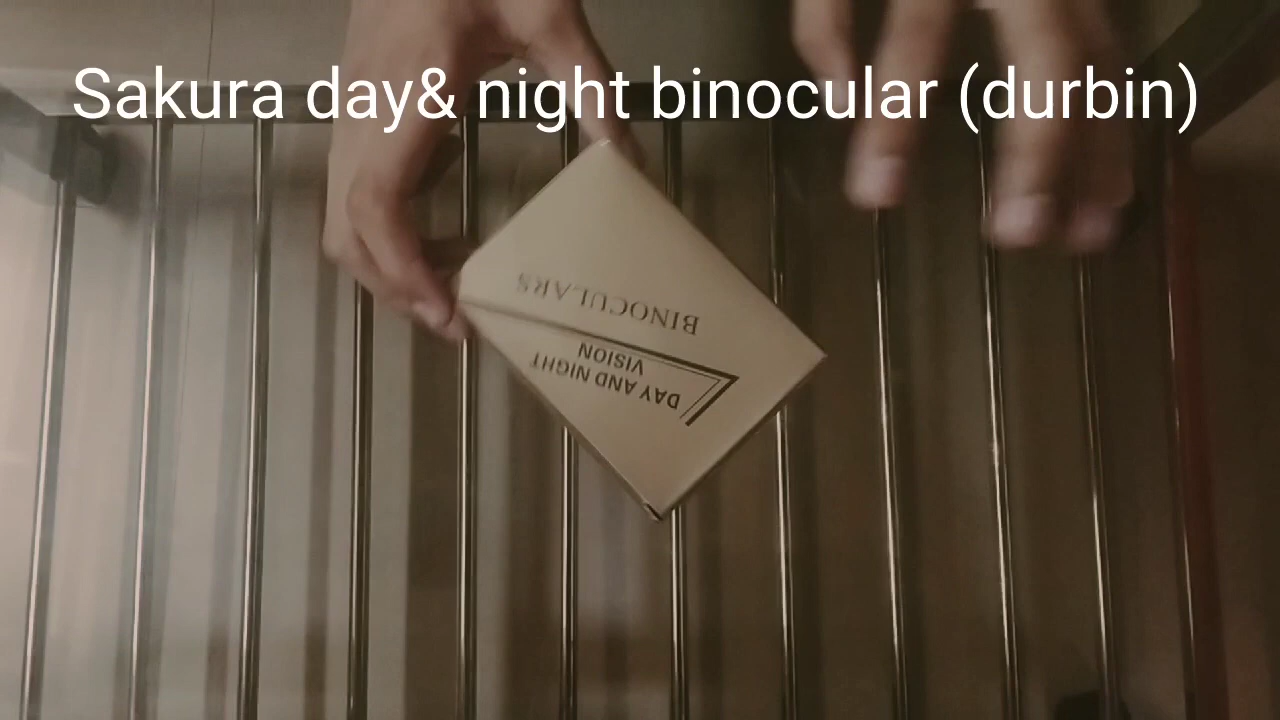 Sakura day& night binocular (durbin)
BINOCULARS
DAY AND NIGHT
VISION